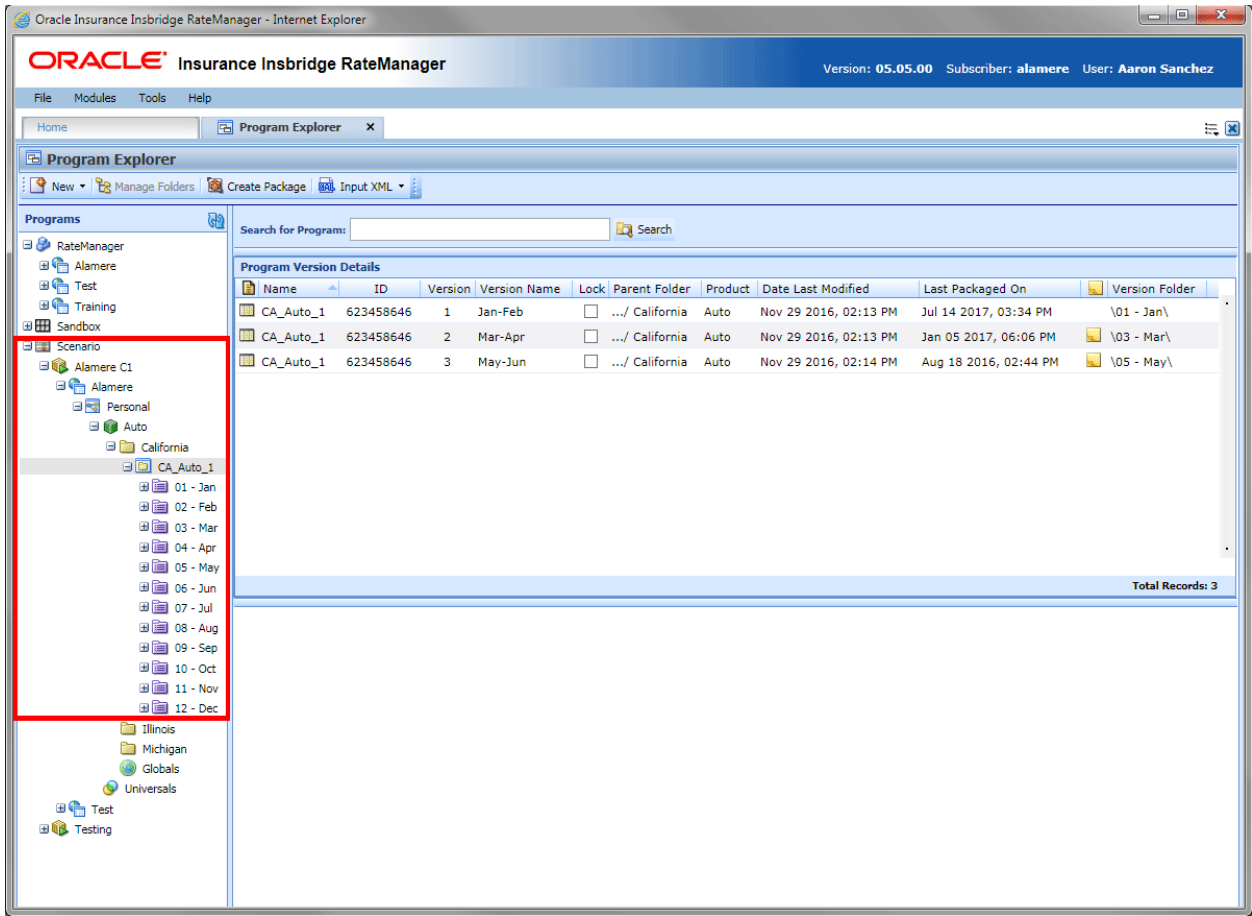 Oracle Insurance Insbridge RateManager - Internet Explorer
ORACLE® Insurance Insbridge RateManager
Version: 05.05.00 Subscriber: alamere User: Aaron Sanchez
File Modules Tools Help
Home Program Explorer x
Program Explorer
New Manage Folders Create Package Input XML
Programs
RateManager
Alamere
Test
Training
Sandbox
Scenario
Alamere C1
Alamere
Personal
Auto
California
CA_Auto_1
01 - Jan
02 - Feb
03 - Mar
04 - Apr
05 - May
06 - Jun
07 - Jul
08 - Aug
09 - Sep
10 - Oct
11 - Nov
12 - Dec
Illinois
Michigan
Globals
Universals
Test
Testing
Search for Program: Search
Program Version Details
Name ID Version Version Name Lock Parent Folder Product Date Last Modified Last Packaged On Version Folder
CA_Auto_1 623458646 1 Jan-Feb .../ California Auto Nov 29 2016, 02:13 PM Jul 14 2017, 03:34 PM \01 - Jan\
CA_Auto_1 623458646 2 Mar-Apr .../ California Auto Nov 29 2016, 02:13 PM Jan 05 2017, 06:06 PM \03 - Mar\
CA_Auto_1 623458646 3 May-Jun .../ California Auto Nov 29 2016, 02:14 PM Aug 18 2016, 02:44 PM \05 - May\
Total Records: 3